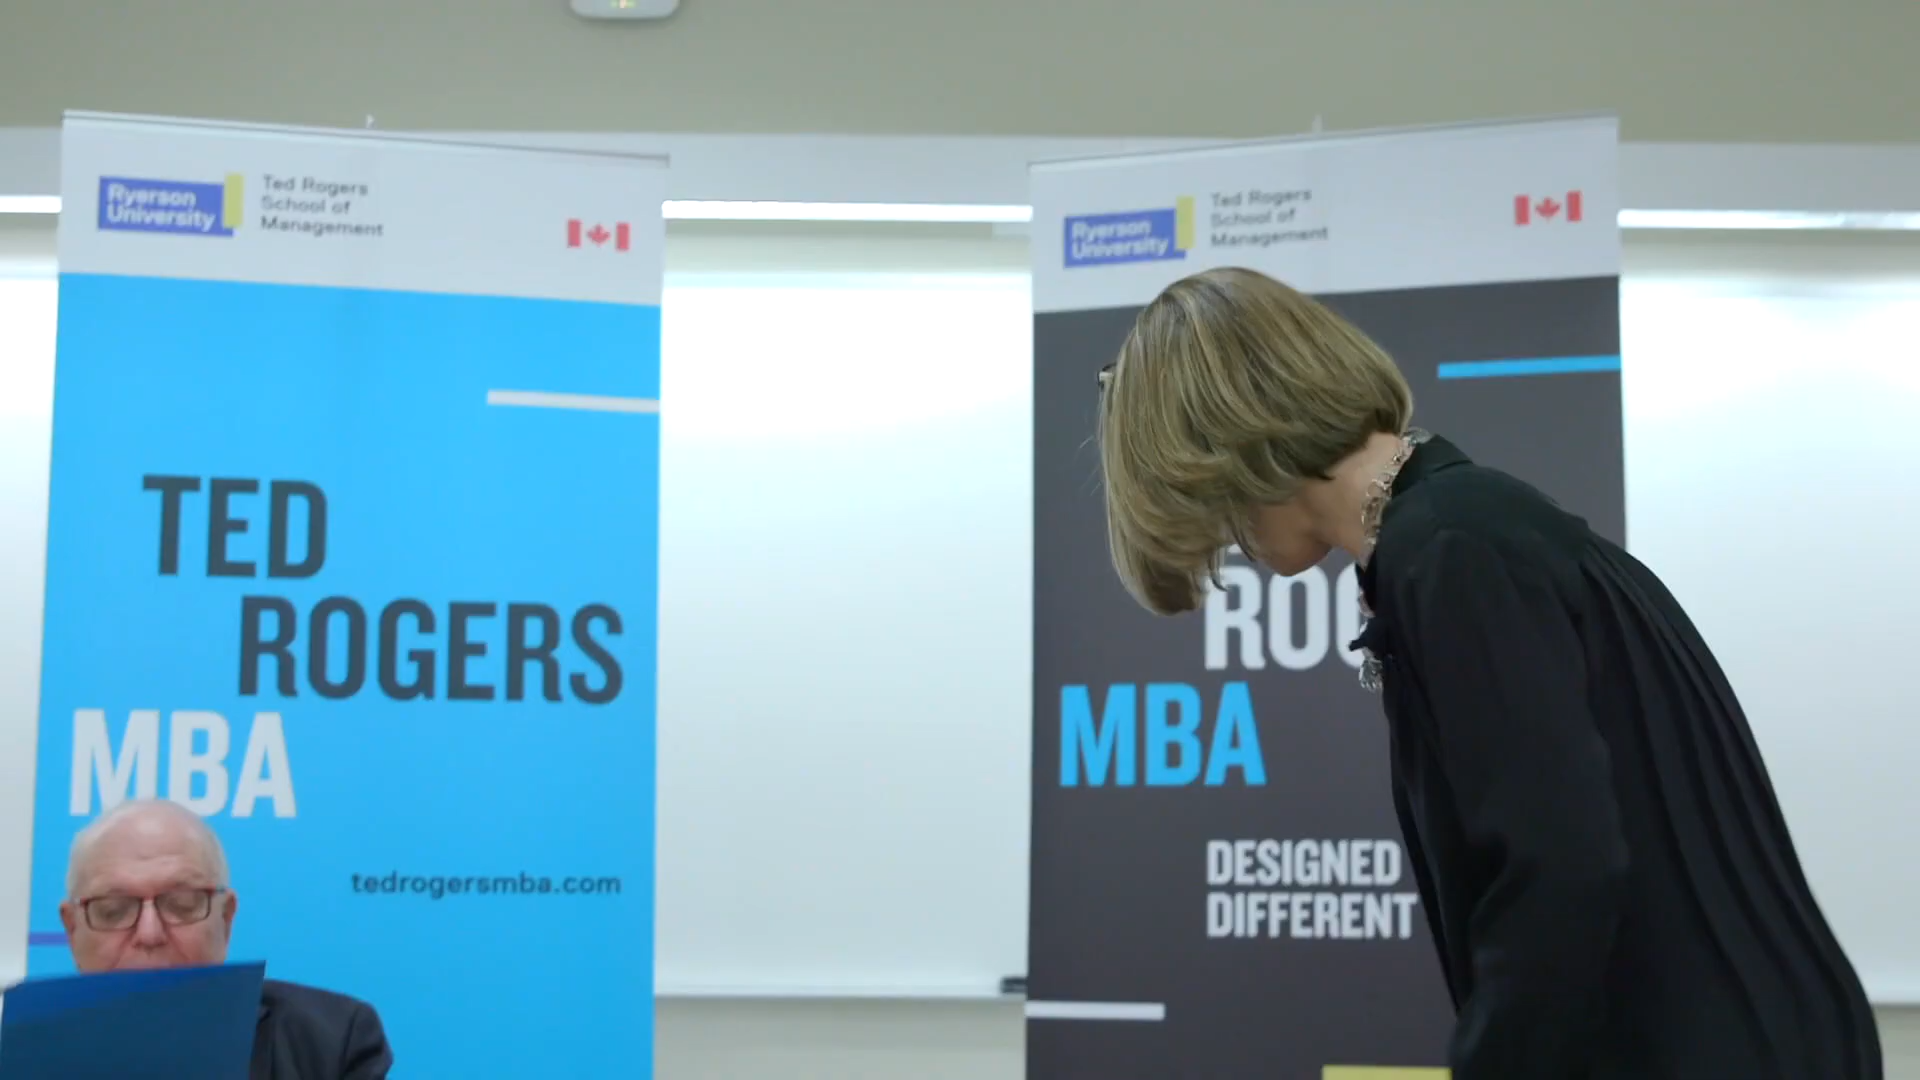 Ryerson
University
Ted Rogers
School of
Management
TED
ROGERS
MBA
tedrogersmba.com
Ryerson
University
Ted Rogers
School of
Management
ROG
MBA
DESIGNED
DIFFERENT